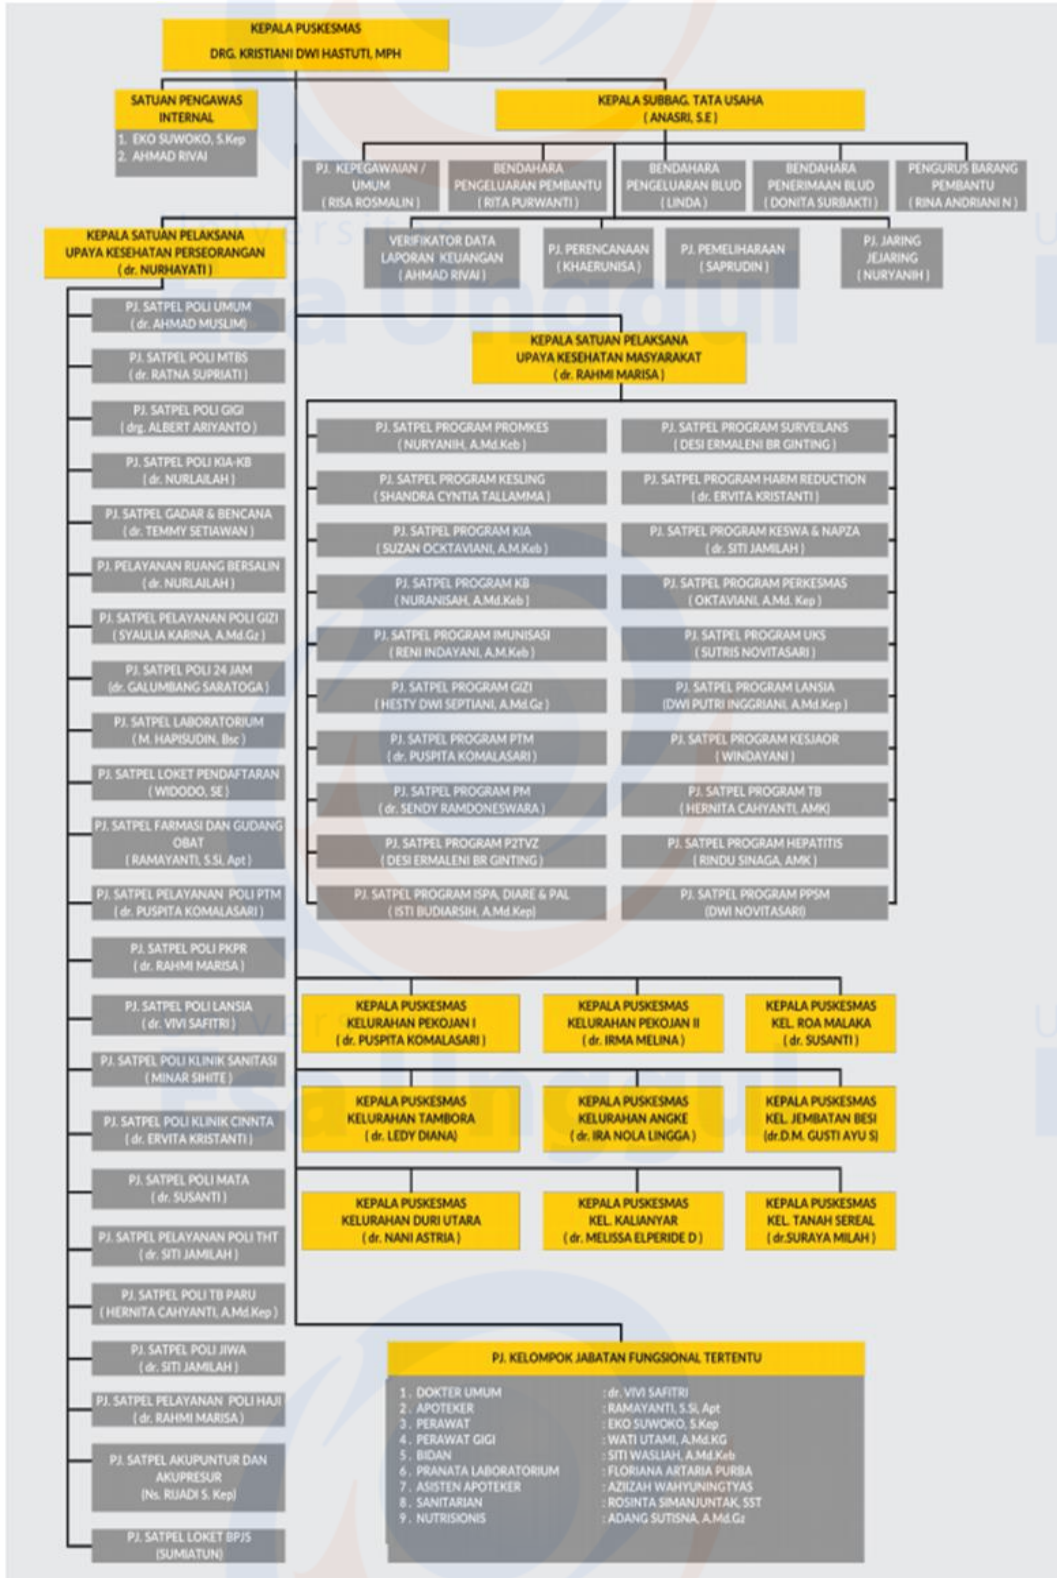 KEPALA PUSKESMAS
DRG. KRISTIANI DWI HASTUTI, MPH
SATUAN PENGAWAS
INTERNAL
1. EKO SUWOKO, S.Kep
2. AHMAD RIVAI
KEPALA SUBBAG. TATA USAHA
( ANASRI, S.E )
PJ. KEPEGAWAIAN /
UMUM
( RISA ROSMALIN )
BENDAHARA
PENGELUARAN PEMBANTU
( RITA PURWANTI )
BENDAHARA
PENGELUARAN BLUD
( LINDA )
BENDAHARA
PENERIMAAN BLUD
( DONITA SURBAKTI )
PENGURUS BARANG
PEMBANTU
( RINA ANDRIANI N )
VERIFIKATOR DATA
LAPORAN KEUANGAN
( AHMAD RIVAI )
PJ. PERENCANAAN
( KHAERUNISA )
PJ. PEMELIHARAAN
( SAPRUDIN )
PJ. JARING
JEJARING
( NURYANIH )
KEPALA SATUAN PELAKSANA
UPAYA KESEHATAN PERSEORANGAN
( dr. NURHAYATI )
PJ. SATPEL POLI UMUM
( dr. AHMAD MUSLIM)
PJ. SATPEL POLI MTBS
( dr. RATNA SUPRIATI )
PJ. SATPEL POLI GIGI
( drg. ALBERT ARIYANTO )
PJ. SATPEL POLI KIA-KB
( dr. NURLAILAH )
PJ. SATPEL GADAR & BENCANA
( dr. TEMMY SETIAWAN )
PJ. PELAYANAN RUANG BERSALIN
( dr. NURLAILAH )
PJ. SATPEL PELAYANAN POLI GIZI
( SYAULIA KARINA, A.Md.Gz )
PJ. SATPEL POLI 24 JAM
(dr. GALUMBANG SARATOGA )
PJ. SATPEL LABORATORIUM
( M. HAPISUDIN, Bsc )
PJ. SATPEL LOKET PENDAFTARAN
( WIDODO, SE )
PJ. SATPEL FARMASI DAN GUDANG
OBAT
( RAMAYANTI, S.Si, Apt )
PJ. SATPEL PELAYANAN POLI PTM
( dr. PUSPITA KOMALASARI )
PJ. SATPEL POLI PKPR
( dr. RAHMI MARISA )
PJ. SATPEL POLI LANSIA
( dr. VIVI SAFITRI )
PJ. SATPEL POLI KLINIK SANITASI
( MINAR SIHITE )
PJ. SATPEL POLI KLINIK CINNTA
( dr. ERVITA KRISTANTI )
PJ. SATPEL POLI MATA
( dr. SUSANTI )
PJ. SATPEL PELAYANAN POLI THT
( dr. SITI JAMILAH )
PJ. SATPEL POLI TB PARU
( HERNITA CAHYANTI, A.Md.Kep )
PJ. SATPEL POLI JIWA
( dr. SITI JAMILAH )
PJ. SATPEL PELAYANAN POLI HAJI
( dr. RAHMI MARISA )
PJ. SATPEL AKUPUNTUR DAN
AKUPRESUR
(Ns. RIJADI S. Kep)
PJ. SATPEL LOKET BPJS
(SUMIATUN)
KEPALA SATUAN PELAKSANA
UPAYA KESEHATAN MASYARAKAT
( dr. RAHMI MARISA )
PJ. SATPEL PROGRAM PROMKES
( NURYANIH, A.Md.Keb )
PJ. SATPEL PROGRAM SURVEILANS
( DESI ERMALENI BR GINTING )
PJ. SATPEL PROGRAM KESLING
( SHANDRA CYNTIA TALLAMMA )
PJ. SATPEL PROGRAM HARM REDUCTION
( dr. ERVITA KRISTANTI )
PJ. SATPEL PROGRAM KIA
( SUZAN OCKTAVIANI, A.M.Keb )
PJ. SATPEL PROGRAM KESWA & NAPZA
( dr. SITI JAMILAH )
PJ. SATPEL PROGRAM KB
( NURANISAH, A.Md.Keb )
PJ. SATPEL PROGRAM PERKESMAS
( OKTAVIANI, A.Md. Kep )
PJ. SATPEL PROGRAM IMUNISASI
( RENI INDAYANI, A.M.Keb )
PJ. SATPEL PROGRAM UKS
( SUTRIS NOVITASARI )
PJ. SATPEL PROGRAM GIZI
( HESTY DWI SEPTIANI, A.Md.Gz )
PJ. SATPEL PROGRAM LANSIA
(DWI PUTRI INGGRIANI, A.Md.Kep )
PJ. SATPEL PROGRAM PTM
( dr. PUSPITA KOMALASARI )
PJ. SATPEL PROGRAM KESJAOR
( WINDAYANI )
PJ. SATPEL PROGRAM PM
( dr. SENDY RAMDONESWARA )
PJ. SATPEL PROGRAM TB
( HERNITA CAHYANTI, AMK)
PJ. SATPEL PROGRAM P2TVZ
( DESI ERMALENI BR GINTING )
PJ. SATPEL PROGRAM HEPATITIS
( RINDU SINAGA, AMK )
PJ. SATPEL PROGRAM ISPA, DIARE & PAL
( ISTI BUDIARSIH, A.Md.Kep)
PJ. SATPEL PROGRAM PPSM
(DWI NOVITASARI)
KEPALA PUSKESMAS
KELURAHAN PEKOJAN I
( dr. PUSPITA KOMALASARI )
KEPALA PUSKESMAS
KELURAHAN PEKOJAN II
( dr. IRMA MELINA )
KEPALA PUSKESMAS
KEL. ROA MALAKA
( dr. SUSANTI )
KEPALA PUSKESMAS
KELURAHAN TAMBORA
( dr. LEDY DIANA)
KEPALA PUSKESMAS
KELURAHAN ANGKE
( dr. IRA NOLA LINGGA )
KEPALA PUSKESMAS
KEL. JEMBATAN BESI
(dr.D.M. GUSTI AYU S)
KEPALA PUSKESMAS
KELURAHAN DURI UTARA
( dr. NANI ASTRIA )
KEPALA PUSKESMAS
KEL. KALIANYAR
( dr. MELISSA ELPERIDE D )
KEPALA PUSKESMAS
KEL. TANAH SEREAL
( dr.SURAYA MILAH )
PJ. KELOMPOK JABATAN FUNGSIONAL TERTENTU
1. DOKTER UMUM : dr. VIVI SAFITRI
2. APOTEKER : RAMAYANTI, S.Si, Apt
3. PERAWAT : EKO SUWOKO, S.Kep
4. PERAWAT GIGI : WATI UTAMI, A.Md.KG
5. BIDAN : SITI WASLIAH, A.Md.Keb
6. PRANATA LABORATORIUM : FLORIANA ARTARIA PURBA
7. ASISTEN APOTEKER : AZIIZAH WAHYUNINGTYAS
8. SANITARIAN : ROSINTA SIMANJUNTAK, SST
9. NUTRISIONIS : ADANG SUTISNA, A.Md.Gz
Esa Unggul
Esa Unggul